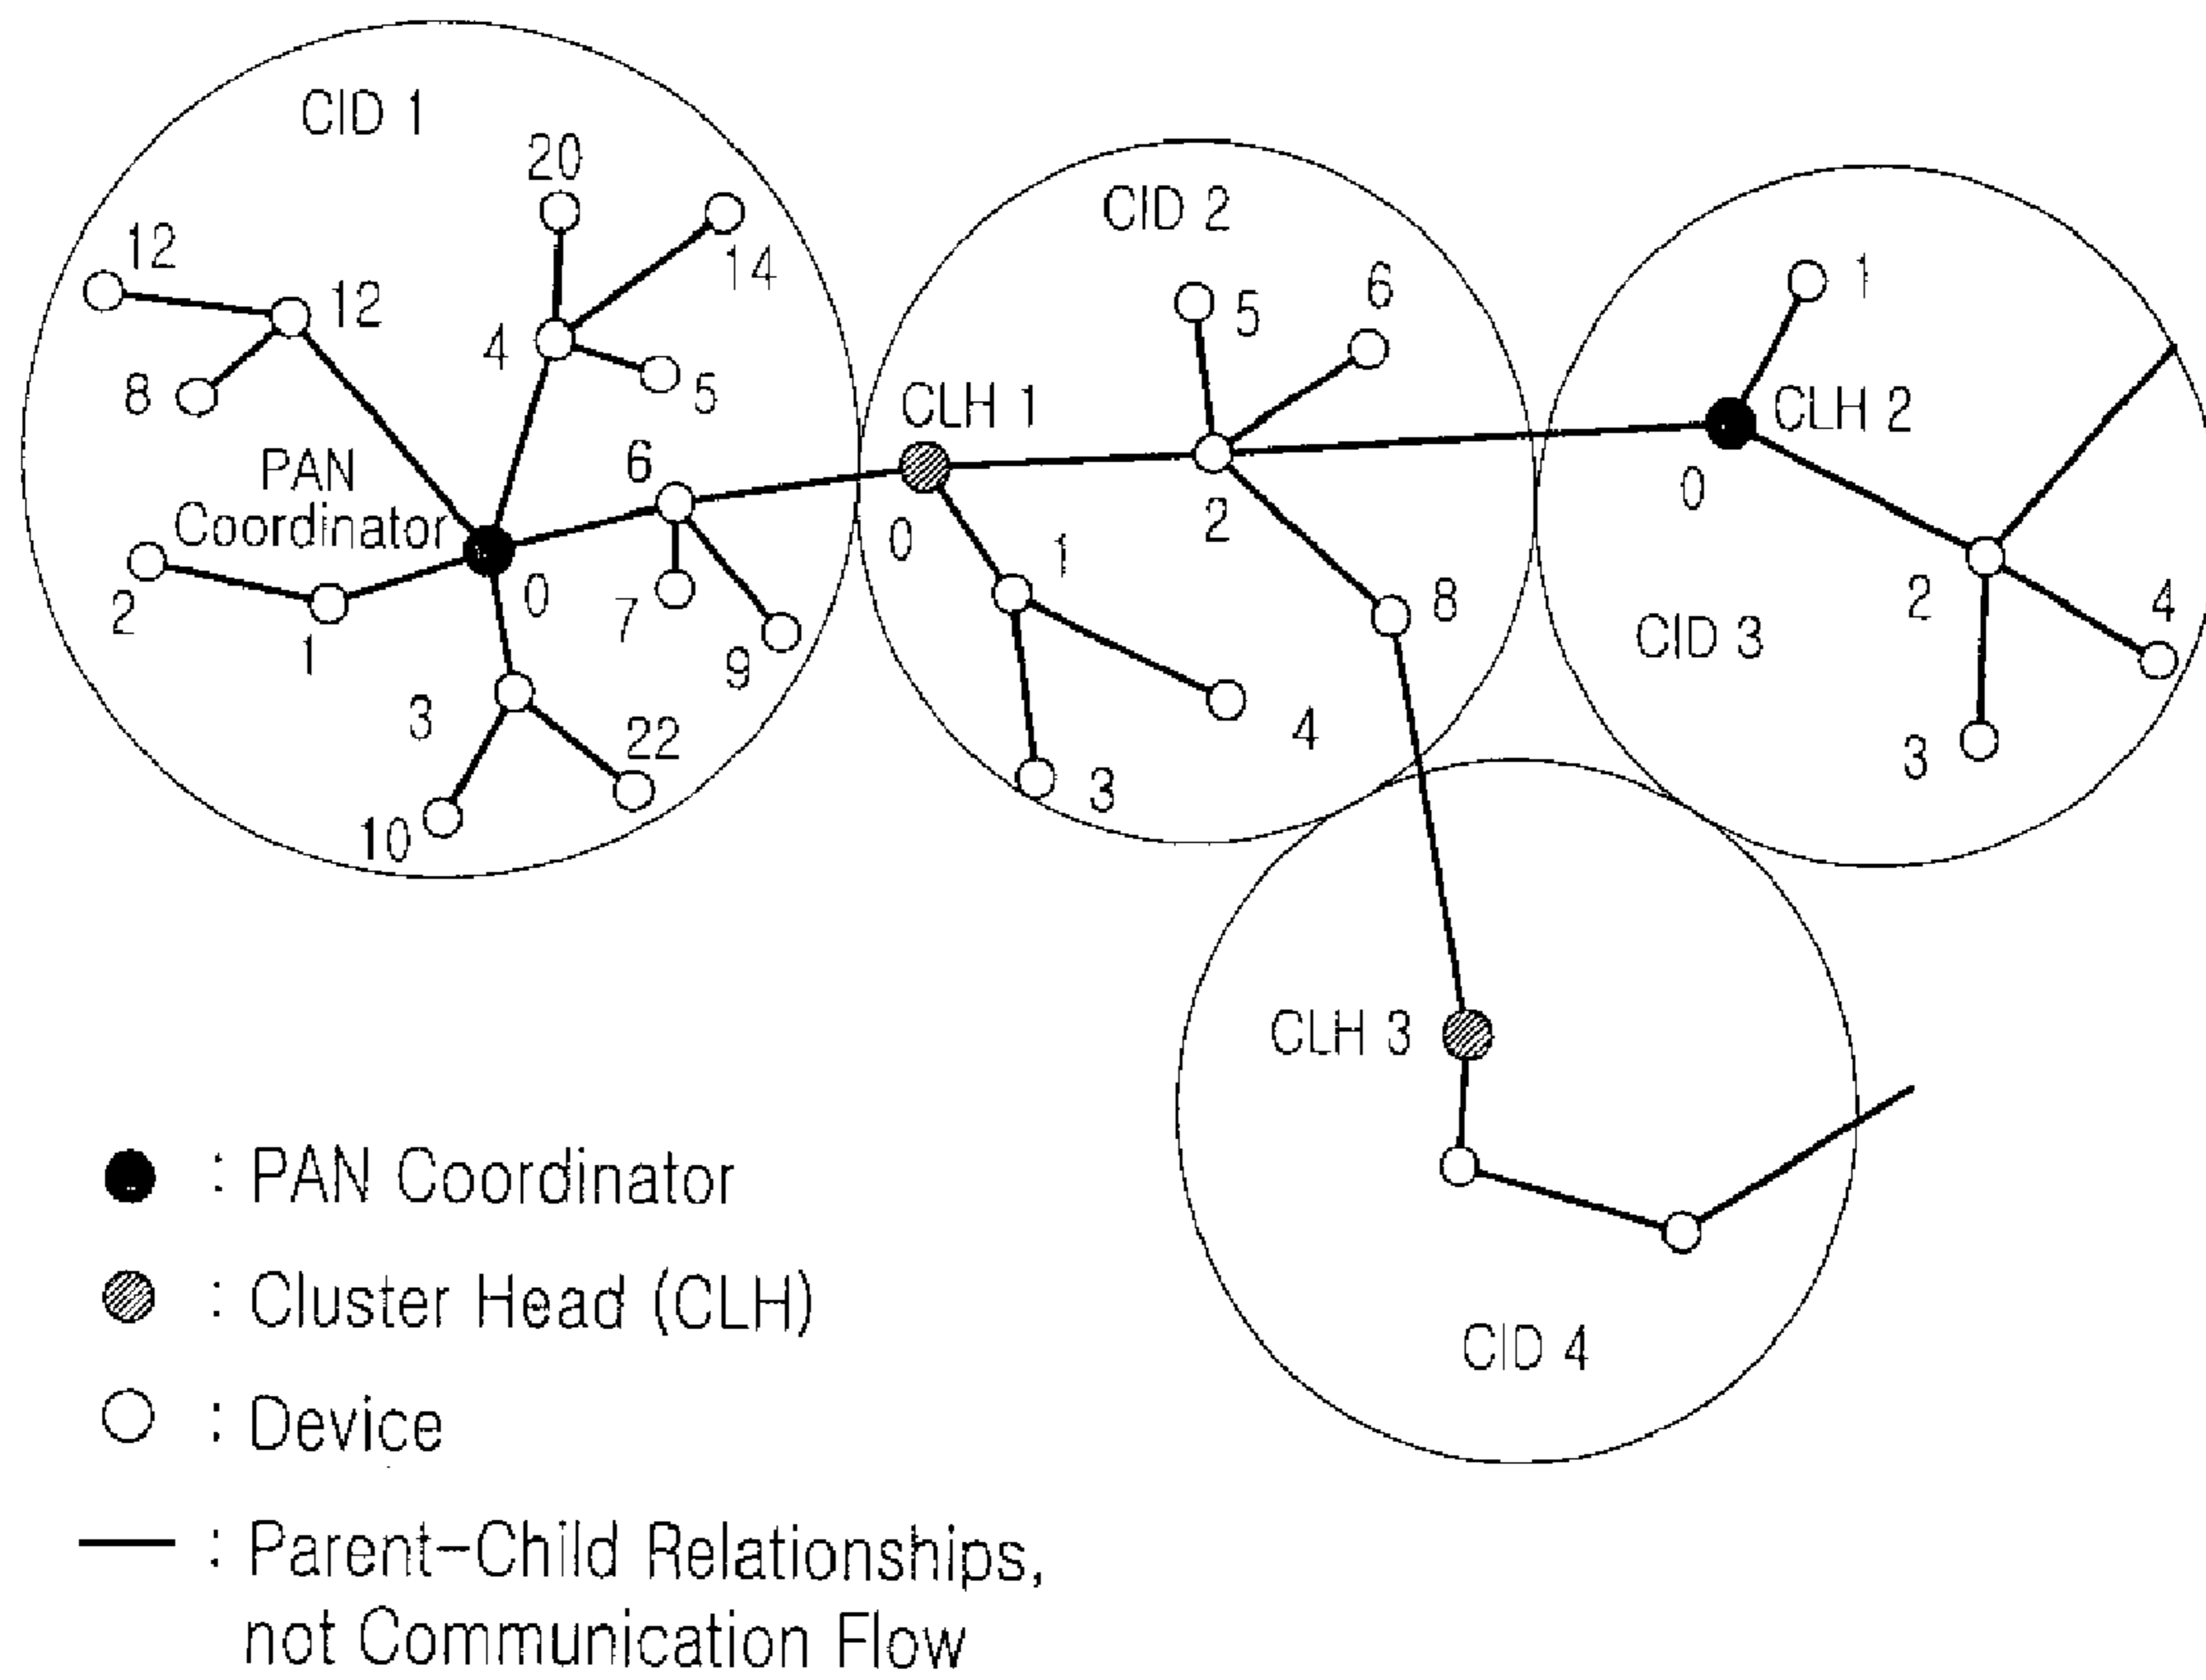 CID 1
20
14
12
12
4
5
8
PAN
Coordinator
6
0
2
1
7
9
3
22
10
CID 2
5
6
CLH 1
0
1
2
8
4
3
1
CLH 2
0
2
4
CID 3
3
CLH 3
CID 4
: PAN Coordinator
: Cluster Head (CLH)
: Device
: Parent-Child Relationships,
not Communication Flow